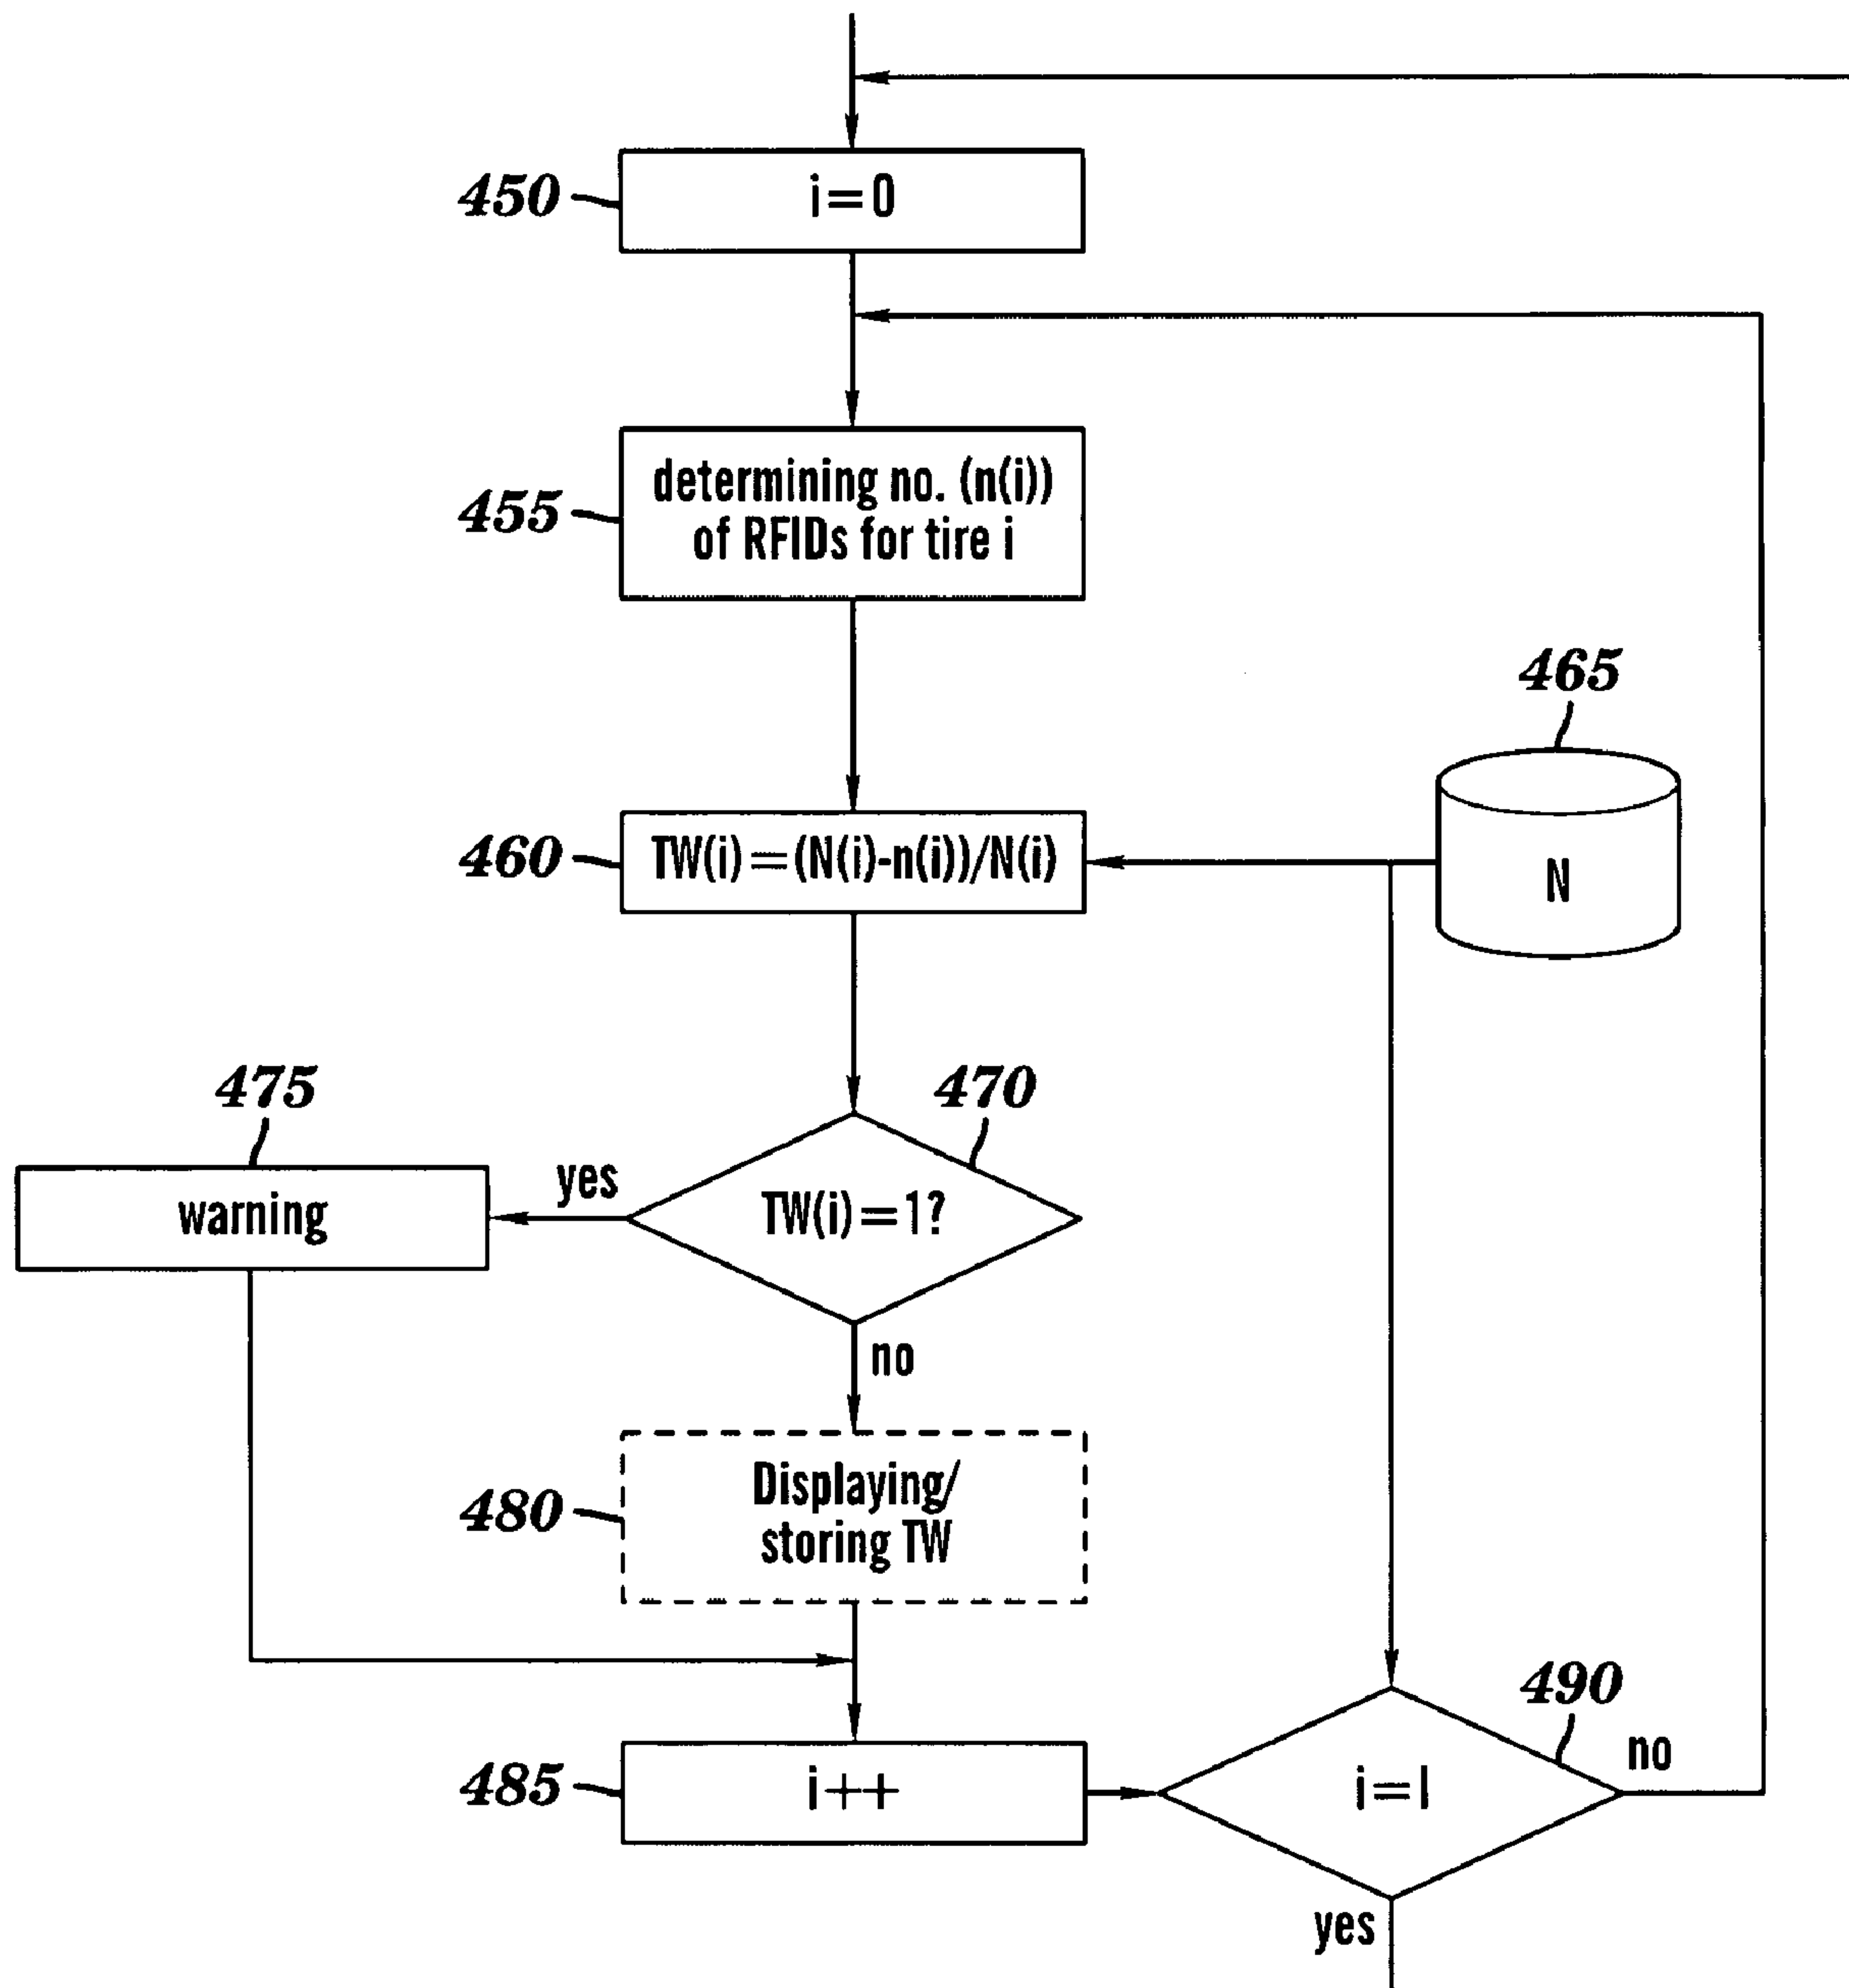 450
i=0
455
determining no. (n(i))
of RFIDs for tire i
465
N
460
TW(i)=(N(i)-n(i))/N(i)
475
warning
yes
470
TW(i)=1?
no
480
Displaying/
storing TW
485
i++
490
i=I
no
yes